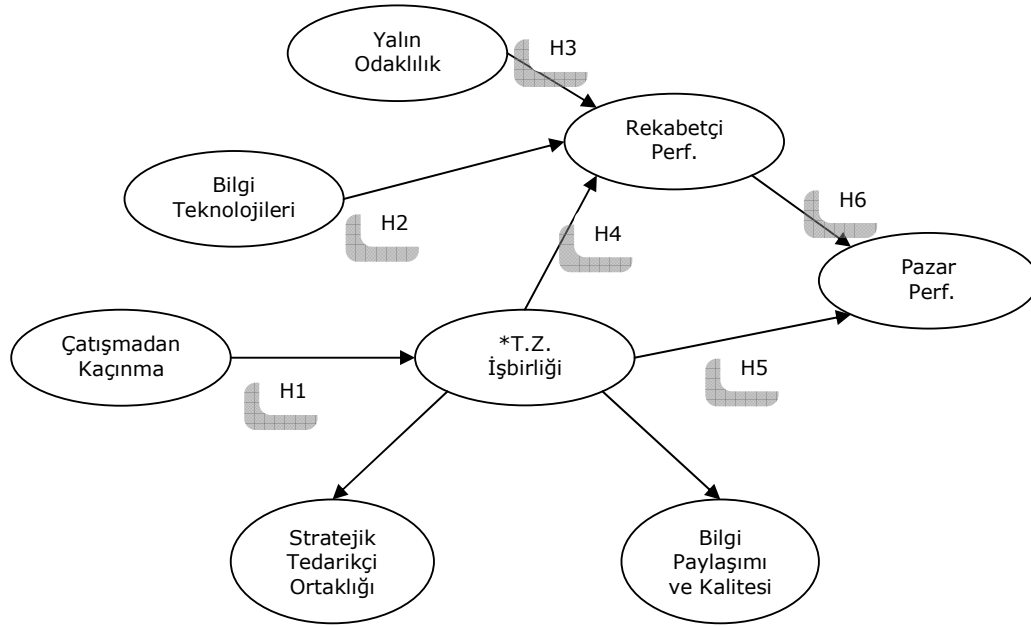 Yalın
Odaklılık
H3
Rekabetçi
Perf.
Bilgi
Teknolojileri
H2
H4
H6
Pazar
Perf.
Çatışmadan
Kaçınma
H1
*T.Z.
İşbirliği
H5
Stratejik
Tedarikçi
Ortaklığı
Bilgi
Paylaşımı
ve Kalitesi